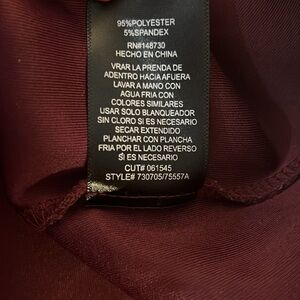 95%POLYESTER
5%SPANDEX
RN#148730
HECHO EN CHINA
VRAR LA PRENDA DE
ADENTRO HACIA AFUERA
LAVAR A MANO CON
AGUA FRIA CON
COLORES SIMILARES
USAR SOLO BLANQUEADOR
SIN CLORO SI ES NECESARIO
SECAR EXTENDIDO
PLANCHAR CON PLANCHA
FRIA POR EL LADO REVERSO
SI ES NECESARIO
CUT# 061545
STYLE# 730705/75557A